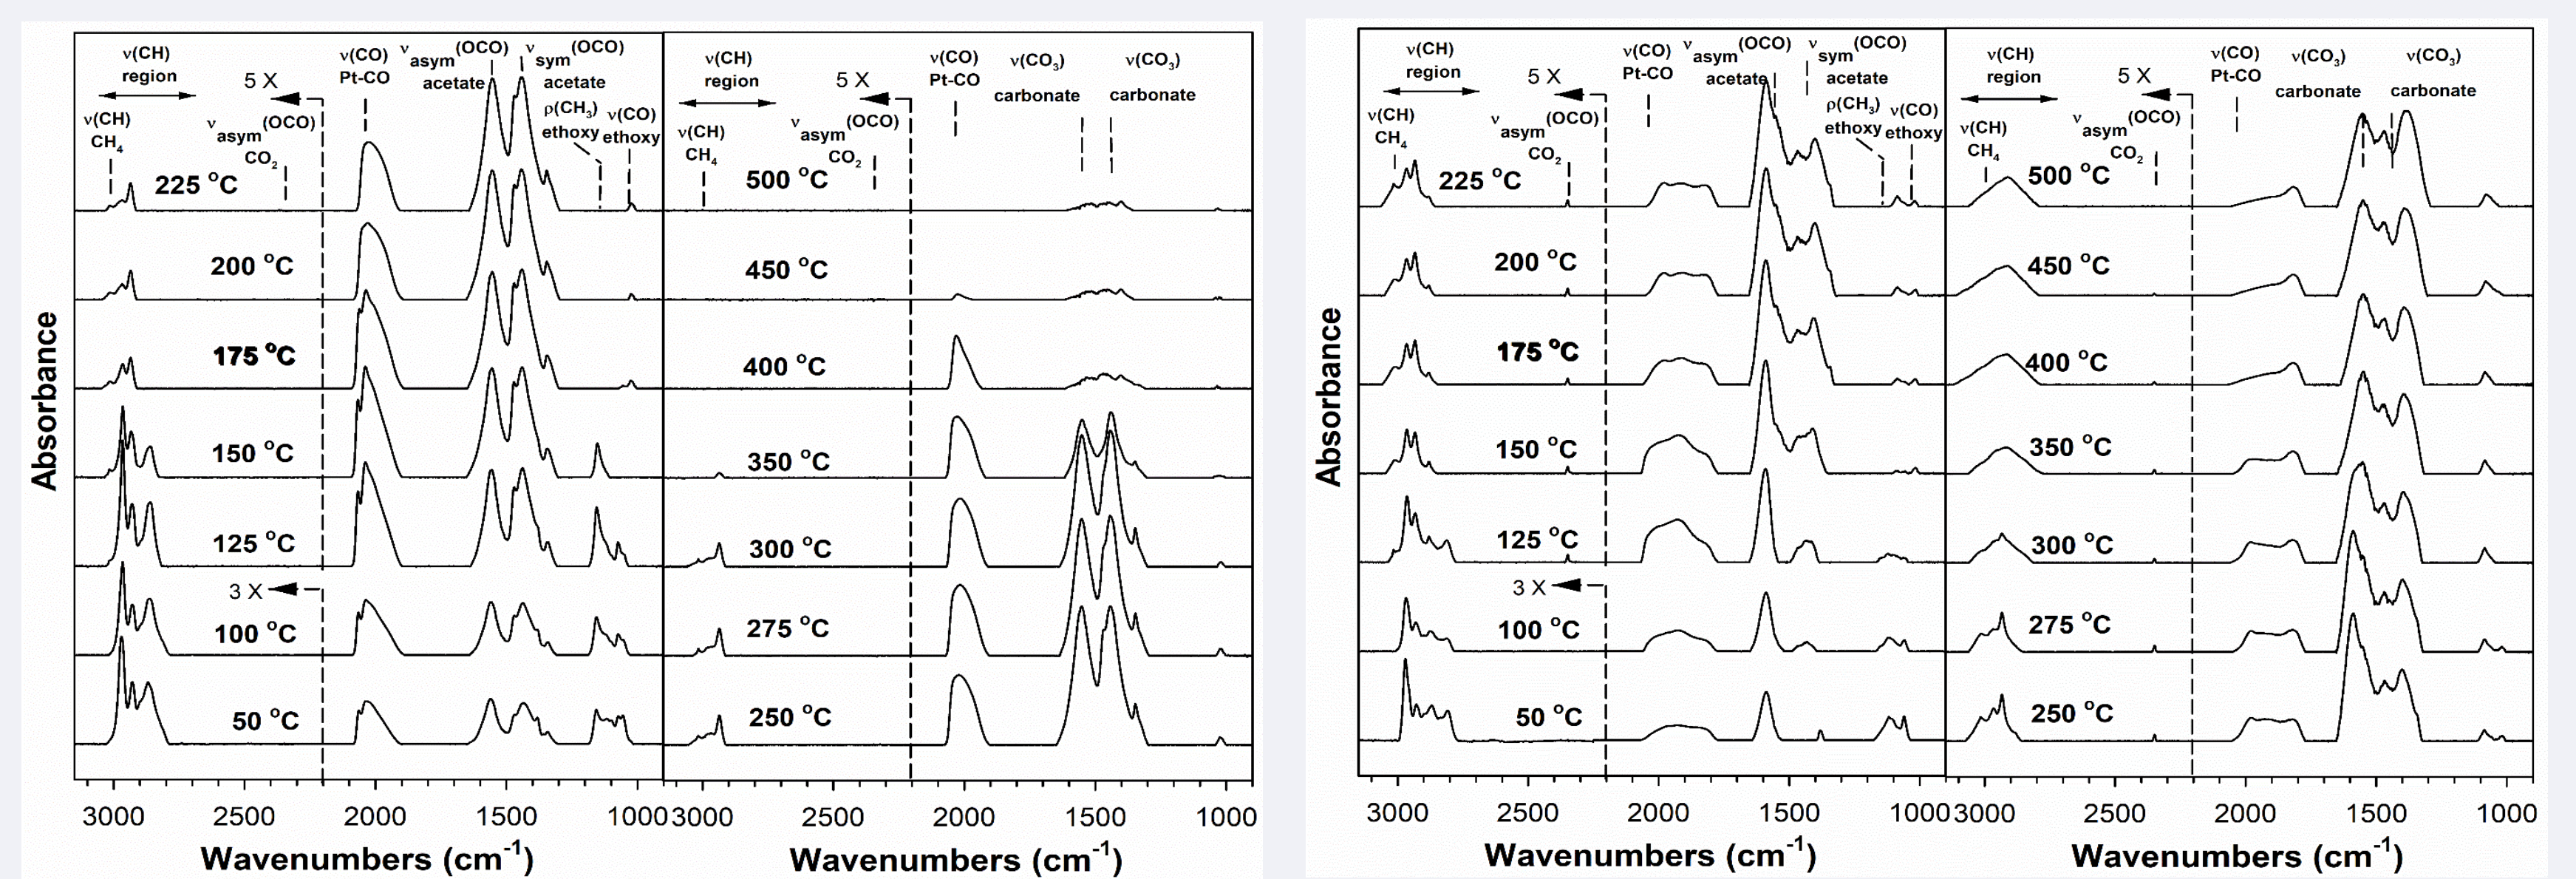 ν(CH)
region
5 X
ν(CO)
Pt-CO
ν asym (OCO)
acetate
ν sym (OCO)
acetate
ρ(CH₃)
ethoxy
ν(CO)
ethoxy
ν(CH)
CH₄
ν asym (OCO)
CO₂
225 °C
200 °C
175 °C
150 °C
125 °C
3 X
100 °C
50 °C
ν(CH)
region
5 X
ν(CO)
Pt-CO
ν(CO₃)
carbonate
ν(CO₃)
carbonate
ν(CH)
CH₄
ν asym (OCO)
CO₂
500 °C
450 °C
400 °C
350 °C
300 °C
275 °C
250 °C
Absorbance
3000 2500 2000 1500 1000 3000 2500 2000 1500 1000
Wavenumbers (cm⁻¹) Wavenumbers (cm⁻¹)
ν(CH)
region
5 X
ν(CO)
Pt-CO
ν asym (OCO)
acetate
ν sym (OCO)
acetate
ρ(CH₃)
ethoxy
ν(CO)
ethoxy
ν(CH)
CH₄
ν asym (OCO)
CO₂
225 °C
200 °C
175 °C
150 °C
125 °C
3 X
100 °C
50 °C
ν(CH)
region
5 X
ν(CO)
Pt-CO
ν(CO₃)
carbonate
ν(CO₃)
carbonate
ν(CH)
CH₄
ν asym (OCO)
CO₂
500 °C
450 °C
400 °C
350 °C
300 °C
275 °C
250 °C
Absorbance
3000 2500 2000 1500 1000 3000 2500 2000 1500 1000
Wavenumbers (cm⁻¹) Wavenumbers (cm⁻¹)